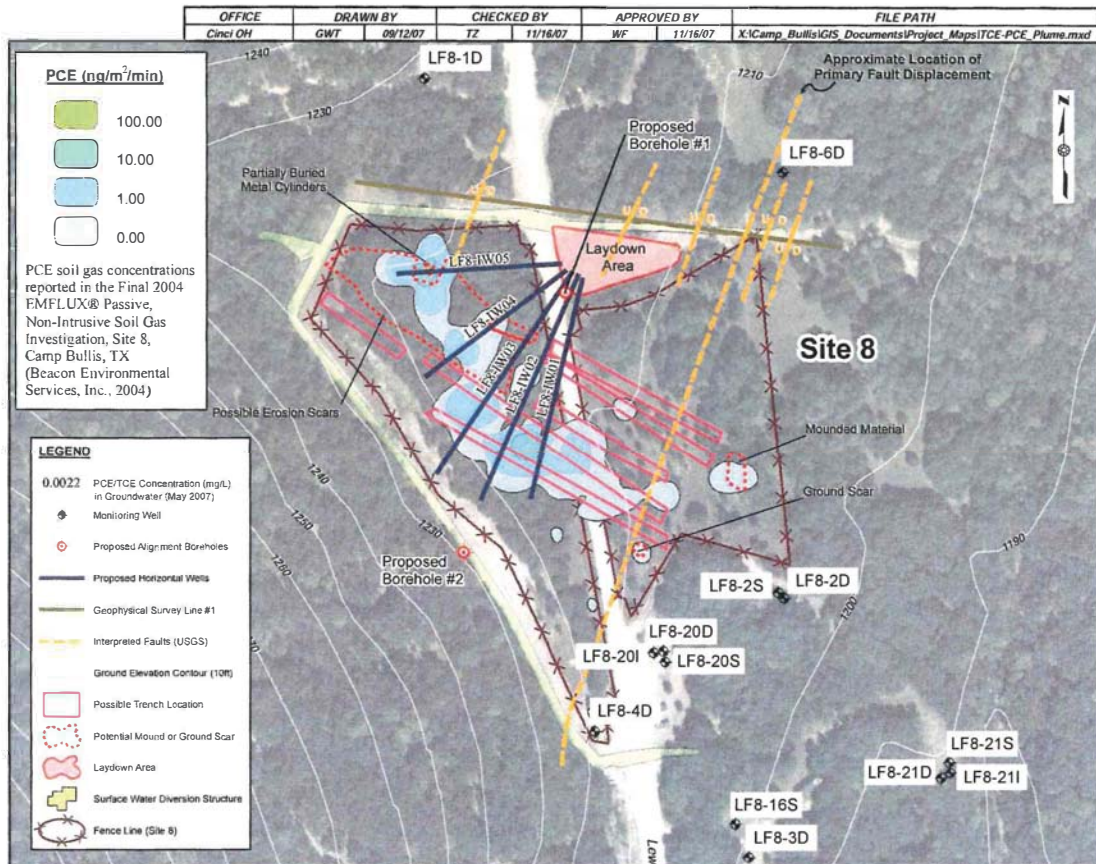 OFFICE DRAWN BY CHECKED BY APPROVED BY FILE PATH
Cinci OH GWT 09/12/07 TZ 11/16/07 WF 11/16/07 X:\Camp_Bullis\GIS_Documents\Project_Maps\TCE-PCE_Plume.mxd
PCE (ng/m²/min)
100.00
10.00
1.00
0.00
PCE soil gas concentrations
reported in the Final 2004
EMFLUX® Passive,
Non-Intrusive Soil Gas
Investigation, Site 8,
Camp Bullis, TX
(Beacon Environmental
Services, Inc., 2004)
LEGEND
0.0022 PCE/TCE Concentration (mg/L)
in Groundwater (May 2007)
Monitoring Well
Proposed Alignment Boreholes
Proposed Horizontal Wells
Geophysical Survey Line #1
Interpreted Faults (USGS)
Ground Elevation Contour (10ft)
Possible Trench Location
Potential Mound or Ground Scar
Laydown Area
Surface Water Diversion Structure
Fence Line (Site 8)
1240
1230
LF8-1D
1210
Approximate Location of
Primary Fault Displacement
N
Proposed
Borehole #1
LF8-6D
Partially Buried
Metal Cylinders
U D
U D
U D
U D
U D
U D
Laydown
Area
LF8-IW05
LF8-IW04
LF8-IW03
LF8-IW02
LF8-IW01
Site 8
Possible Erosion Scars
Mounded Material
Ground Scar
1240
1250
1260
1230
Proposed
Borehole #2
1190
1200
LF8-2S
LF8-2D
LF8-20D
LF8-20I
LF8-20S
LF8-4D
LF8-21S
LF8-21D
LF8-21I
LF8-16S
LF8-3D